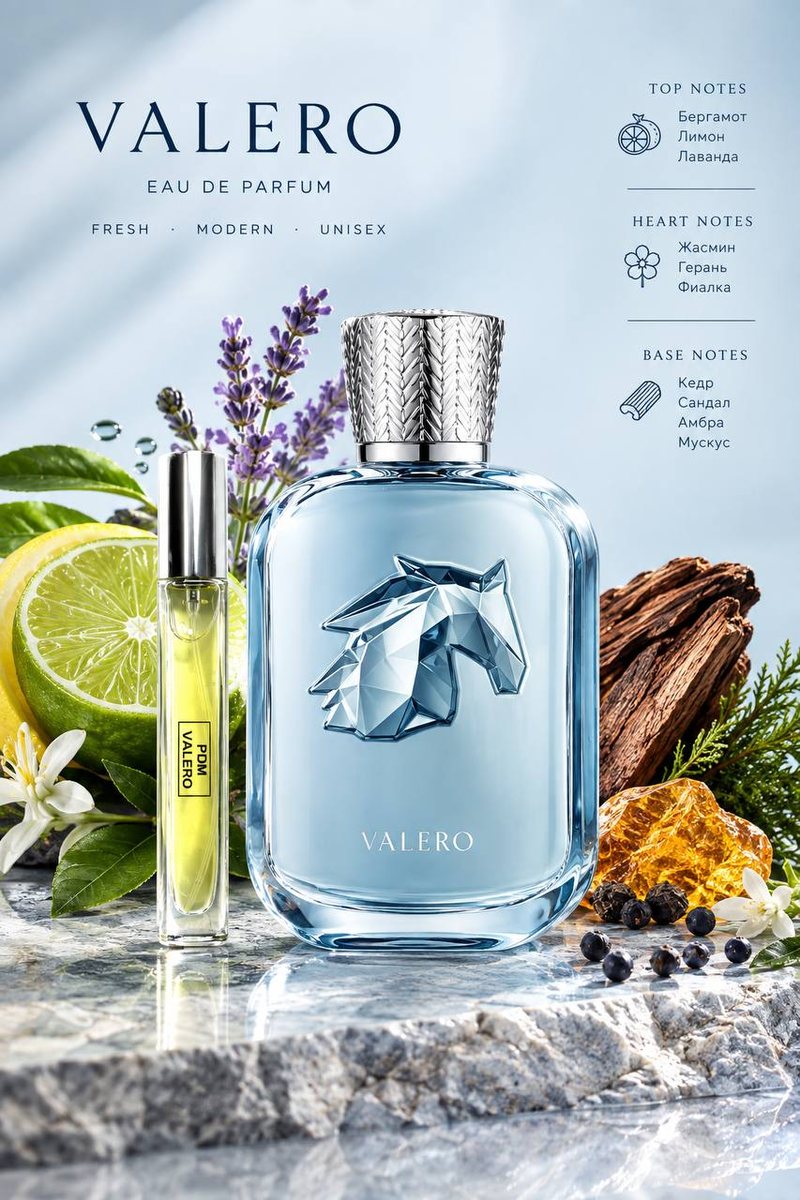 VALERO
EAU DE PARFUM
FRESH · MODERN · UNISEX
TOP NOTES
Бергамот
Лимон
Лаванда
HEART NOTES
Жасмин
Герань
Фиалка
BASE NOTES
Кедр
Сандал
Амбра
Мускус
PDM
VALERO
VALERO